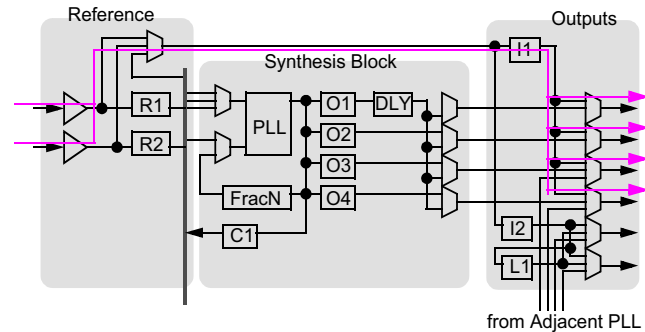 Reference
Outputs
Synthesis Block
I1
R1
PLL
O1
DLY
R2
O2
O3
FracN
O4
C1
I2
L1
from Adjacent PLL